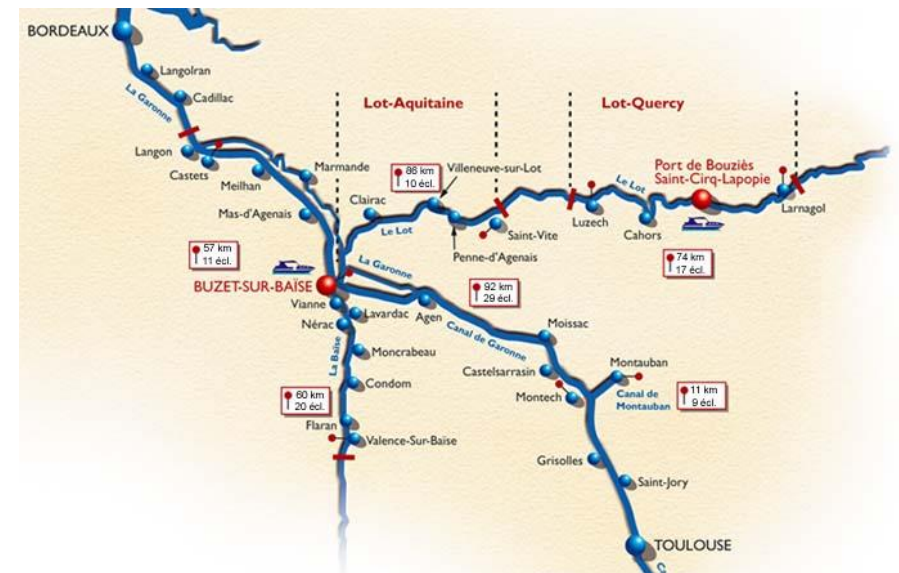 BORDEAUX
Langolran
La Garonne
Cadillac
Lot-Aquitaine
Lot-Quercy
Langon
Castets
Meilhan
Marmande
86 km
10 écl.
Villeneuve-sur-Lot
Port de Bouziès
Saint-Cirq-Lapopie
Le Lot
Clairac
Mas-d'Agenais
Le Lot
Saint-Vite
Luzech
Cahors
Larnagol
Penne-d'Agenais
57 km
11 écl.
La Garonne
74 km
17 écl.
BUZET-SUR-BAÏSE
92 km
29 écl.
Vianne
Lavardac
Agen
Nérac
Canal de Garonne
Moissac
La Baïse
Moncrabeau
Castelsarrasin
Montauban
Condom
60 km
20 écl.
Montech
Canal de
Montauban
11 km
9 écl.
Flaran
Valence-Sur-Baïse
Grisolles
Saint-Jory
TOULOUSE